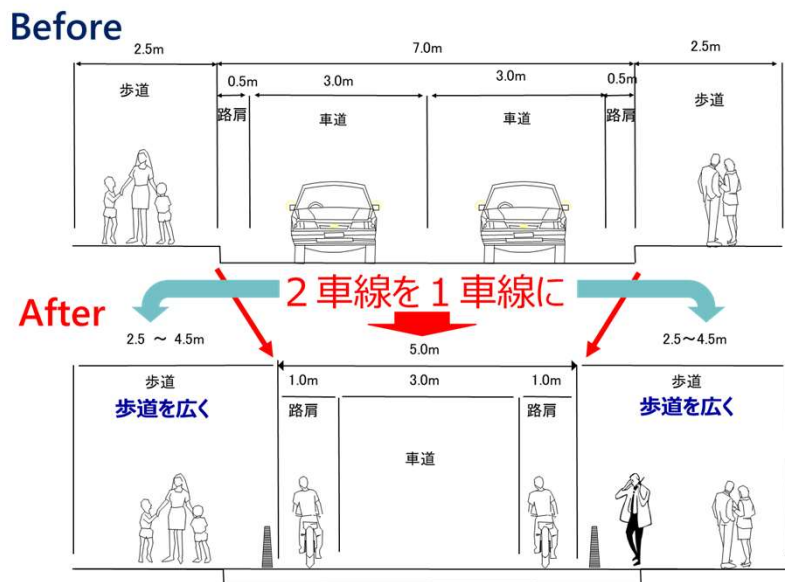 Before
2.5m
7.0m
2.5m
歩道
0.5m
3.0m
3.0m
0.5m
歩道
路肩
車道
車道
路肩
２車線を１車線に
After
2.5 ～ 4.5m
5.0m
2.5～4.5m
歩道
1.0m
3.0m
1.0m
歩道
歩道を広く
路肩
路肩
歩道を広く
車道